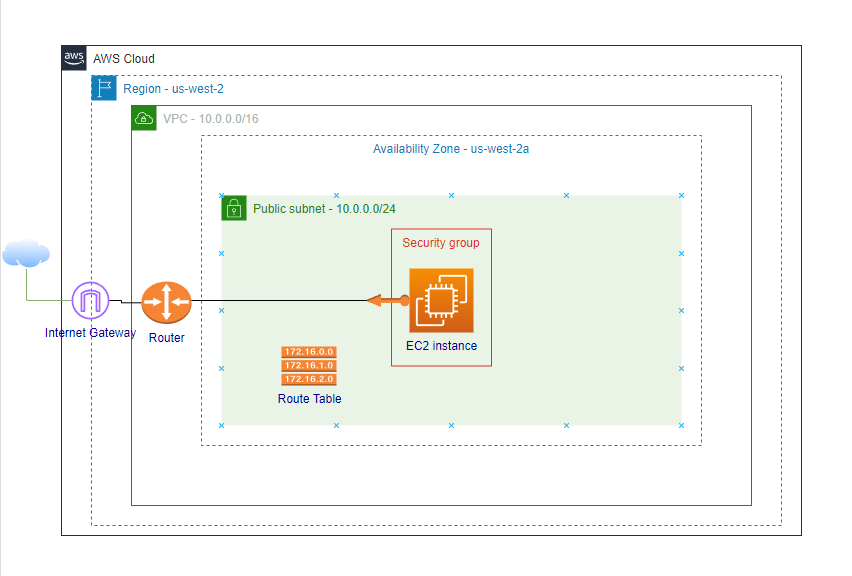 aws
AWS Cloud
Region - us-west-2
VPC - 10.0.0.0/16
Availability Zone - us-west-2a
Public subnet - 10.0.0.0/24
Security group
EC2 instance
Internet Gateway
Router
172.16.0.0
172.16.1.0
172.16.2.0
Route Table